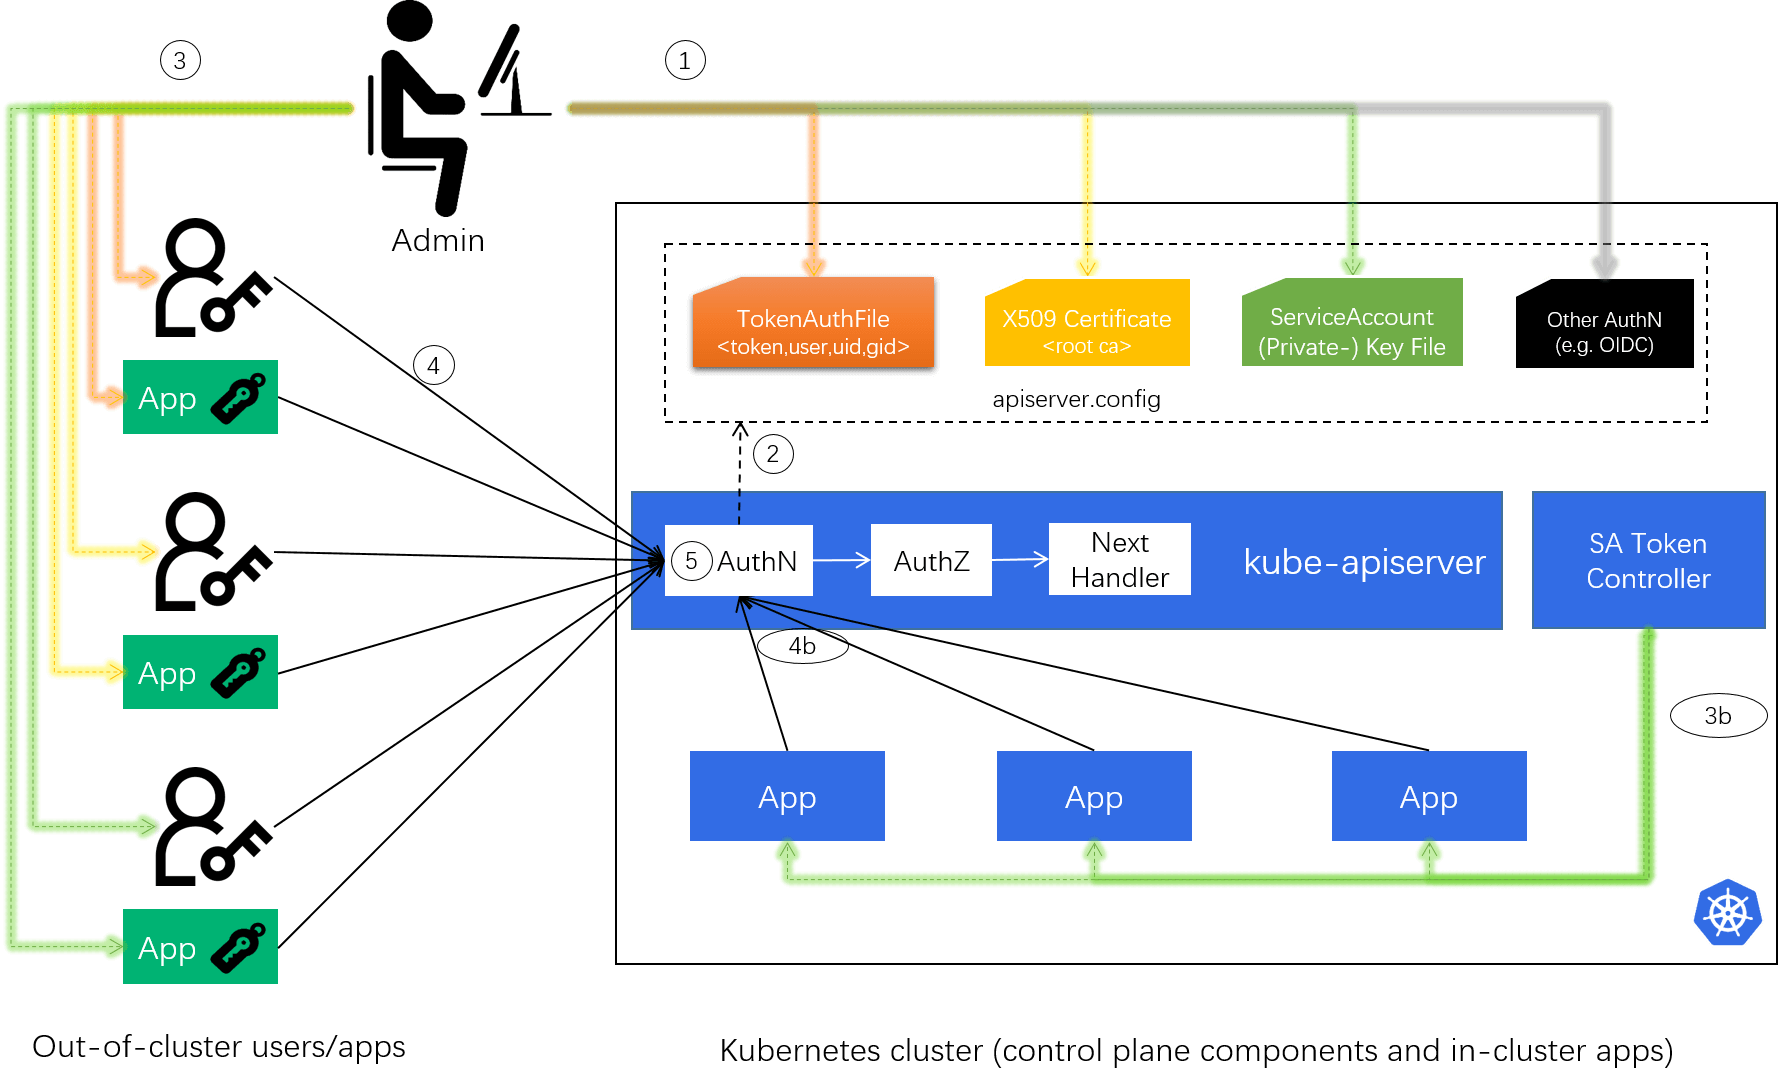 3
1
Admin
TokenAuthFile
<token,user,uid,gid>
X509 Certificate
<root ca>
ServiceAccount
(Private-) Key File
Other AuthN
(e.g. OIDC)
apiserver.config
4
App
2
5 AuthN
AuthZ
Next
Handler
kube-apiserver
SA Token
Controller
4b
App
3b
App
App
App
App
Out-of-cluster users/apps
Kubernetes cluster (control plane components and in-cluster apps)